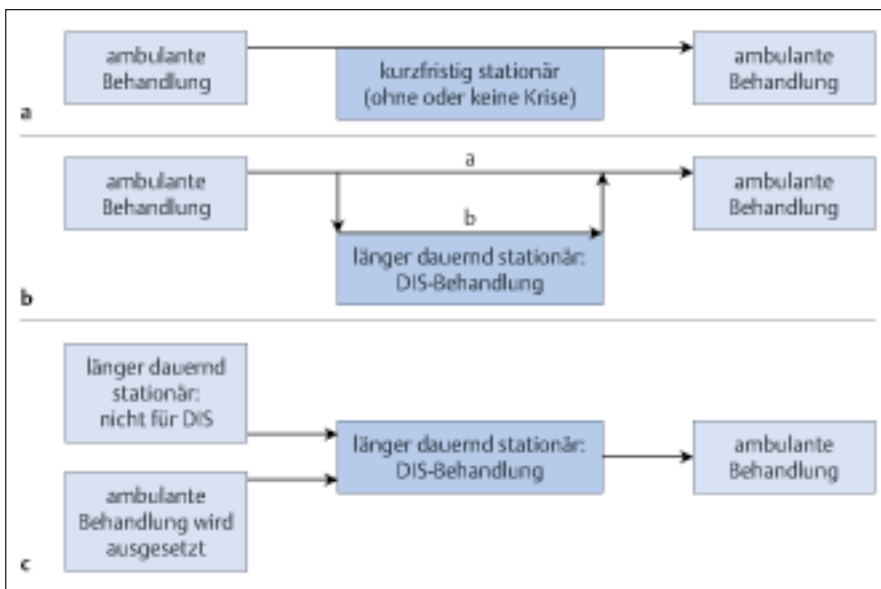 ambulante
Behandlung
kurzfristig stationär
(ohne oder keine Krise)
ambulante
Behandlung
a
ambulante
Behandlung
a
b
länger dauernd stationär:
DIS-Behandlung
ambulante
Behandlung
b
länger dauernd
stationär:
nicht für DIS
ambulante
Behandlung wird
ausgesetzt
länger dauernd stationär:
DIS-Behandlung
ambulante
Behandlung
c